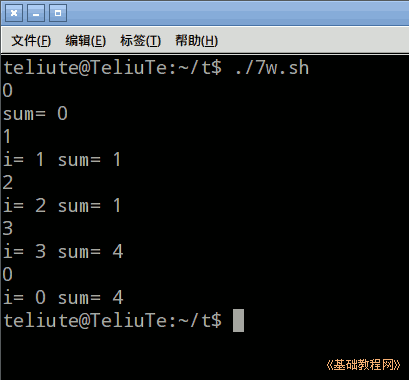 文件(F) 编辑(E) 标签(T) 帮助(H)
teliute@TeliuTe:~/t$ ./7w.sh
0
sum= 0
1
i= 1 sum= 1
2
i= 2 sum= 1
3
i= 3 sum= 4
0
i= 0 sum= 4
teliute@TeliuTe:~/t$
《基础教程网》